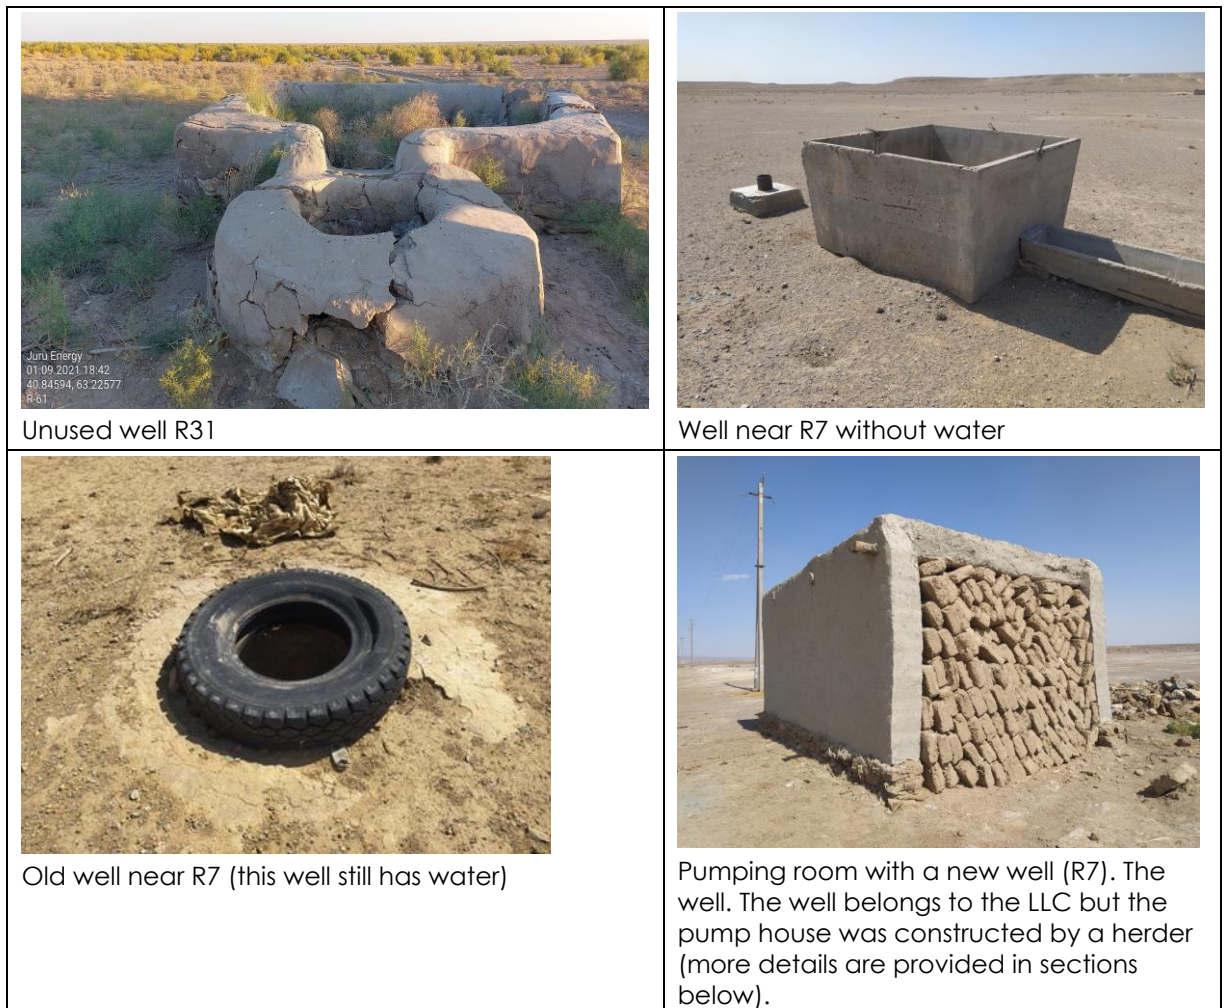 Juru Energy
01.09.2021 18:42
40.84594, 63.22577
R-61
Unused well R31
Well near R7 without water
Old well near R7 (this well still has water)
Pumping room with a new well (R7). The
well. The well belongs to the LLC but the
pump house was constructed by a herder
(more details are provided in sections
below).